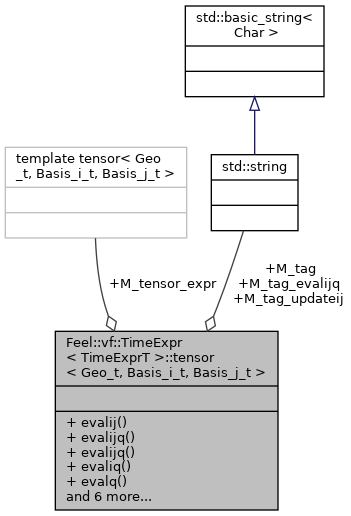 std::basic_string<
Char >
template tensor< Geo
_t, Basis_i_t, Basis_j_t >
std::string
+M_tensor_expr
+M_tag
+M_tag_evalijq
+M_tag_updateij
Feel::vf::TimeExpr
< TimeExprT >::tensor
< Geo_t, Basis_i_t, Basis_j_t >
+ evalij()
+ evalijq()
+ evalijq()
+ evaliq()
+ evalq()
and 6 more...